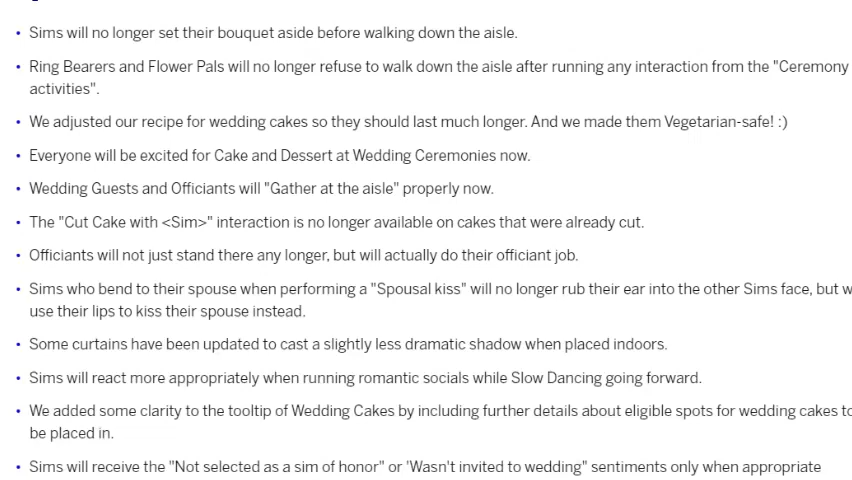 • Sims will no longer set their bouquet aside before walking down the aisle.
• Ring Bearers and Flower Pals will no longer refuse to walk down the aisle after running any interaction from the "Ceremony
activities".
• We adjusted our recipe for wedding cakes so they should last much longer. And we made them Vegetarian-safe! :)
• Everyone will be excited for Cake and Dessert at Wedding Ceremonies now.
• Wedding Guests and Officiants will "Gather at the aisle" properly now.
• The "Cut Cake with <Sim>" interaction is no longer available on cakes that were already cut.
• Officiants will not just stand there any longer, but will actually do their officiant job.
• Sims who bend to their spouse when performing a "Spousal kiss" will no longer rub their ear into the other Sims face, but
use their lips to kiss their spouse instead.
• Some curtains have been updated to cast a slightly less dramatic shadow when placed indoors.
• Sims will react more appropriately when running romantic socials while Slow Dancing going forward.
• We added some clarity to the tooltip of Wedding Cakes by including further details about eligible spots for wedding cakes to
be placed in.
• Sims will receive the "Not selected as a sim of honor" or 'Wasn't invited to wedding" sentiments only when appropriate